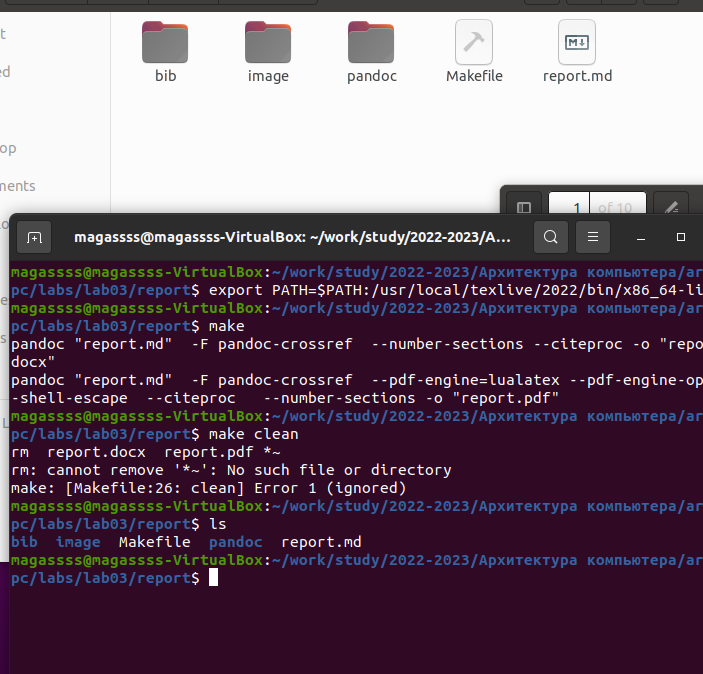 bib
image
pandoc
Makefile
report.md
ments
1 of 10
magassss@magassss-VirtualBox: ~/work/study/2022-2023/А...
magassss@magassss-VirtualBox:~/work/study/2022-2023/Архитектура компьютера/ar
pc/labs/lab03/report$ export PATH=$PATH:/usr/local/texlive/2022/bin/x86_64-li
magassss@magassss-VirtualBox:~/work/study/2022-2023/Архитектура компьютера/ar
pc/labs/lab03/report$ make
pandoc "report.md"  -F pandoc-crossref  --number-sections --citeproc -o "repo
docx"
pandoc "report.md"  -F pandoc-crossref  --pdf-engine=lualatex --pdf-engine-op
-shell-escape  --citeproc   --number-sections -o "report.pdf"
magassss@magassss-VirtualBox:~/work/study/2022-2023/Архитектура компьютера/ar
pc/labs/lab03/report$ make clean
rm  report.docx  report.pdf *~
rm: cannot remove '*~': No such file or directory
make: [Makefile:26: clean] Error 1 (ignored)
magassss@magassss-VirtualBox:~/work/study/2022-2023/Архитектура компьютера/ar
pc/labs/lab03/report$ ls
bib  image  Makefile  pandoc  report.md
magassss@magassss-VirtualBox:~/work/study/2022-2023/Архитектура компьютера/ar
pc/labs/lab03/report$